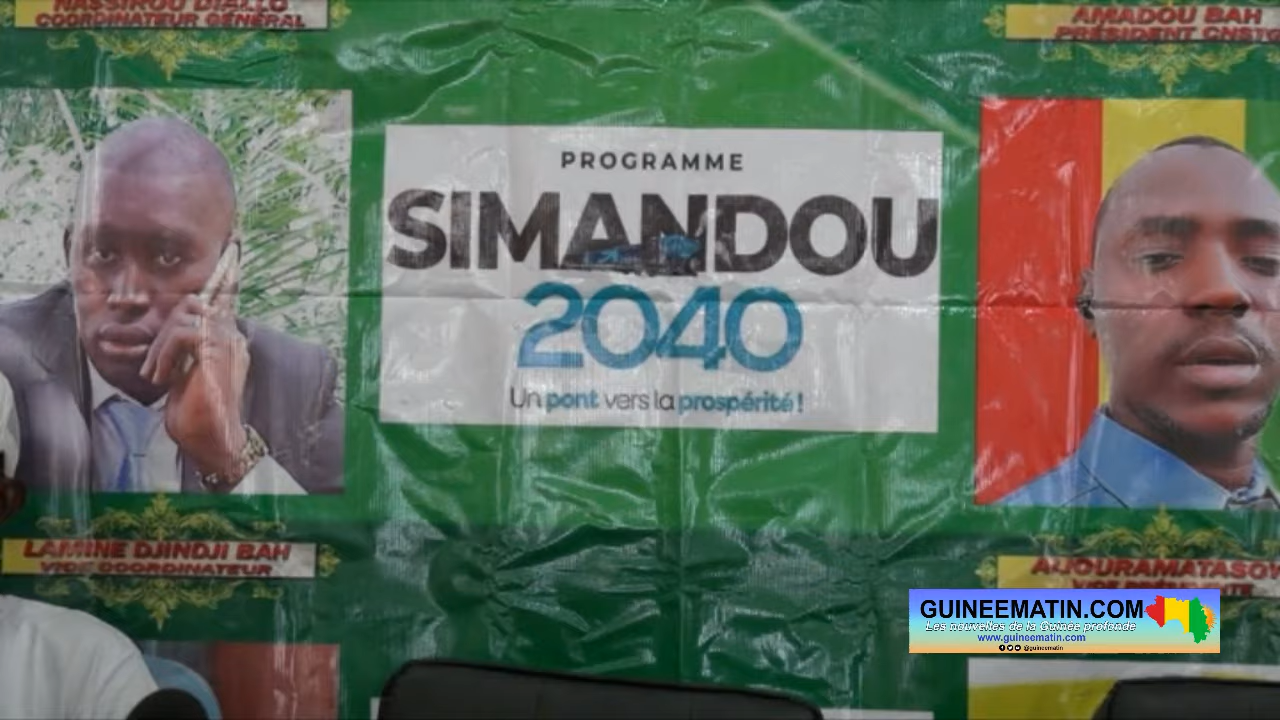 NASSIROU DIALLO
COORDINATEUR GÉNÉRAL
AMADOU BAH
PRÉSIDENT
PROGRAMME
SIMANDOU
2040
Un pont vers la prospérité !
LAMINE DJINDJI BAH
VICE COORDINATEUR
GUINEEMATIN.COM
Les nouvelles de la Guinée profonde
www.guineematin.com
@guineematin